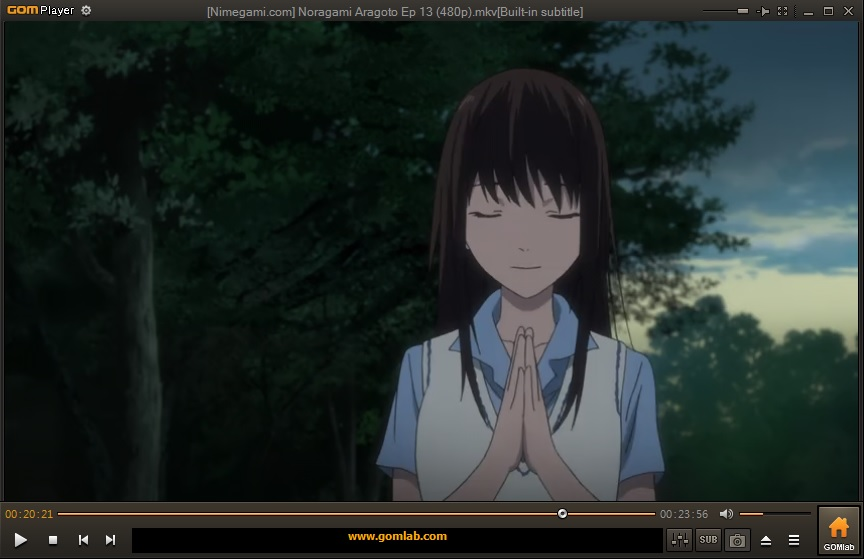 GOM Player
[Nimegami.com] Noragami Aragoto Ep 13 (480p).mkv[Built-in subtitle]
00:20:21
00:23:56
www.gomlab.com
SUB
GOMlab